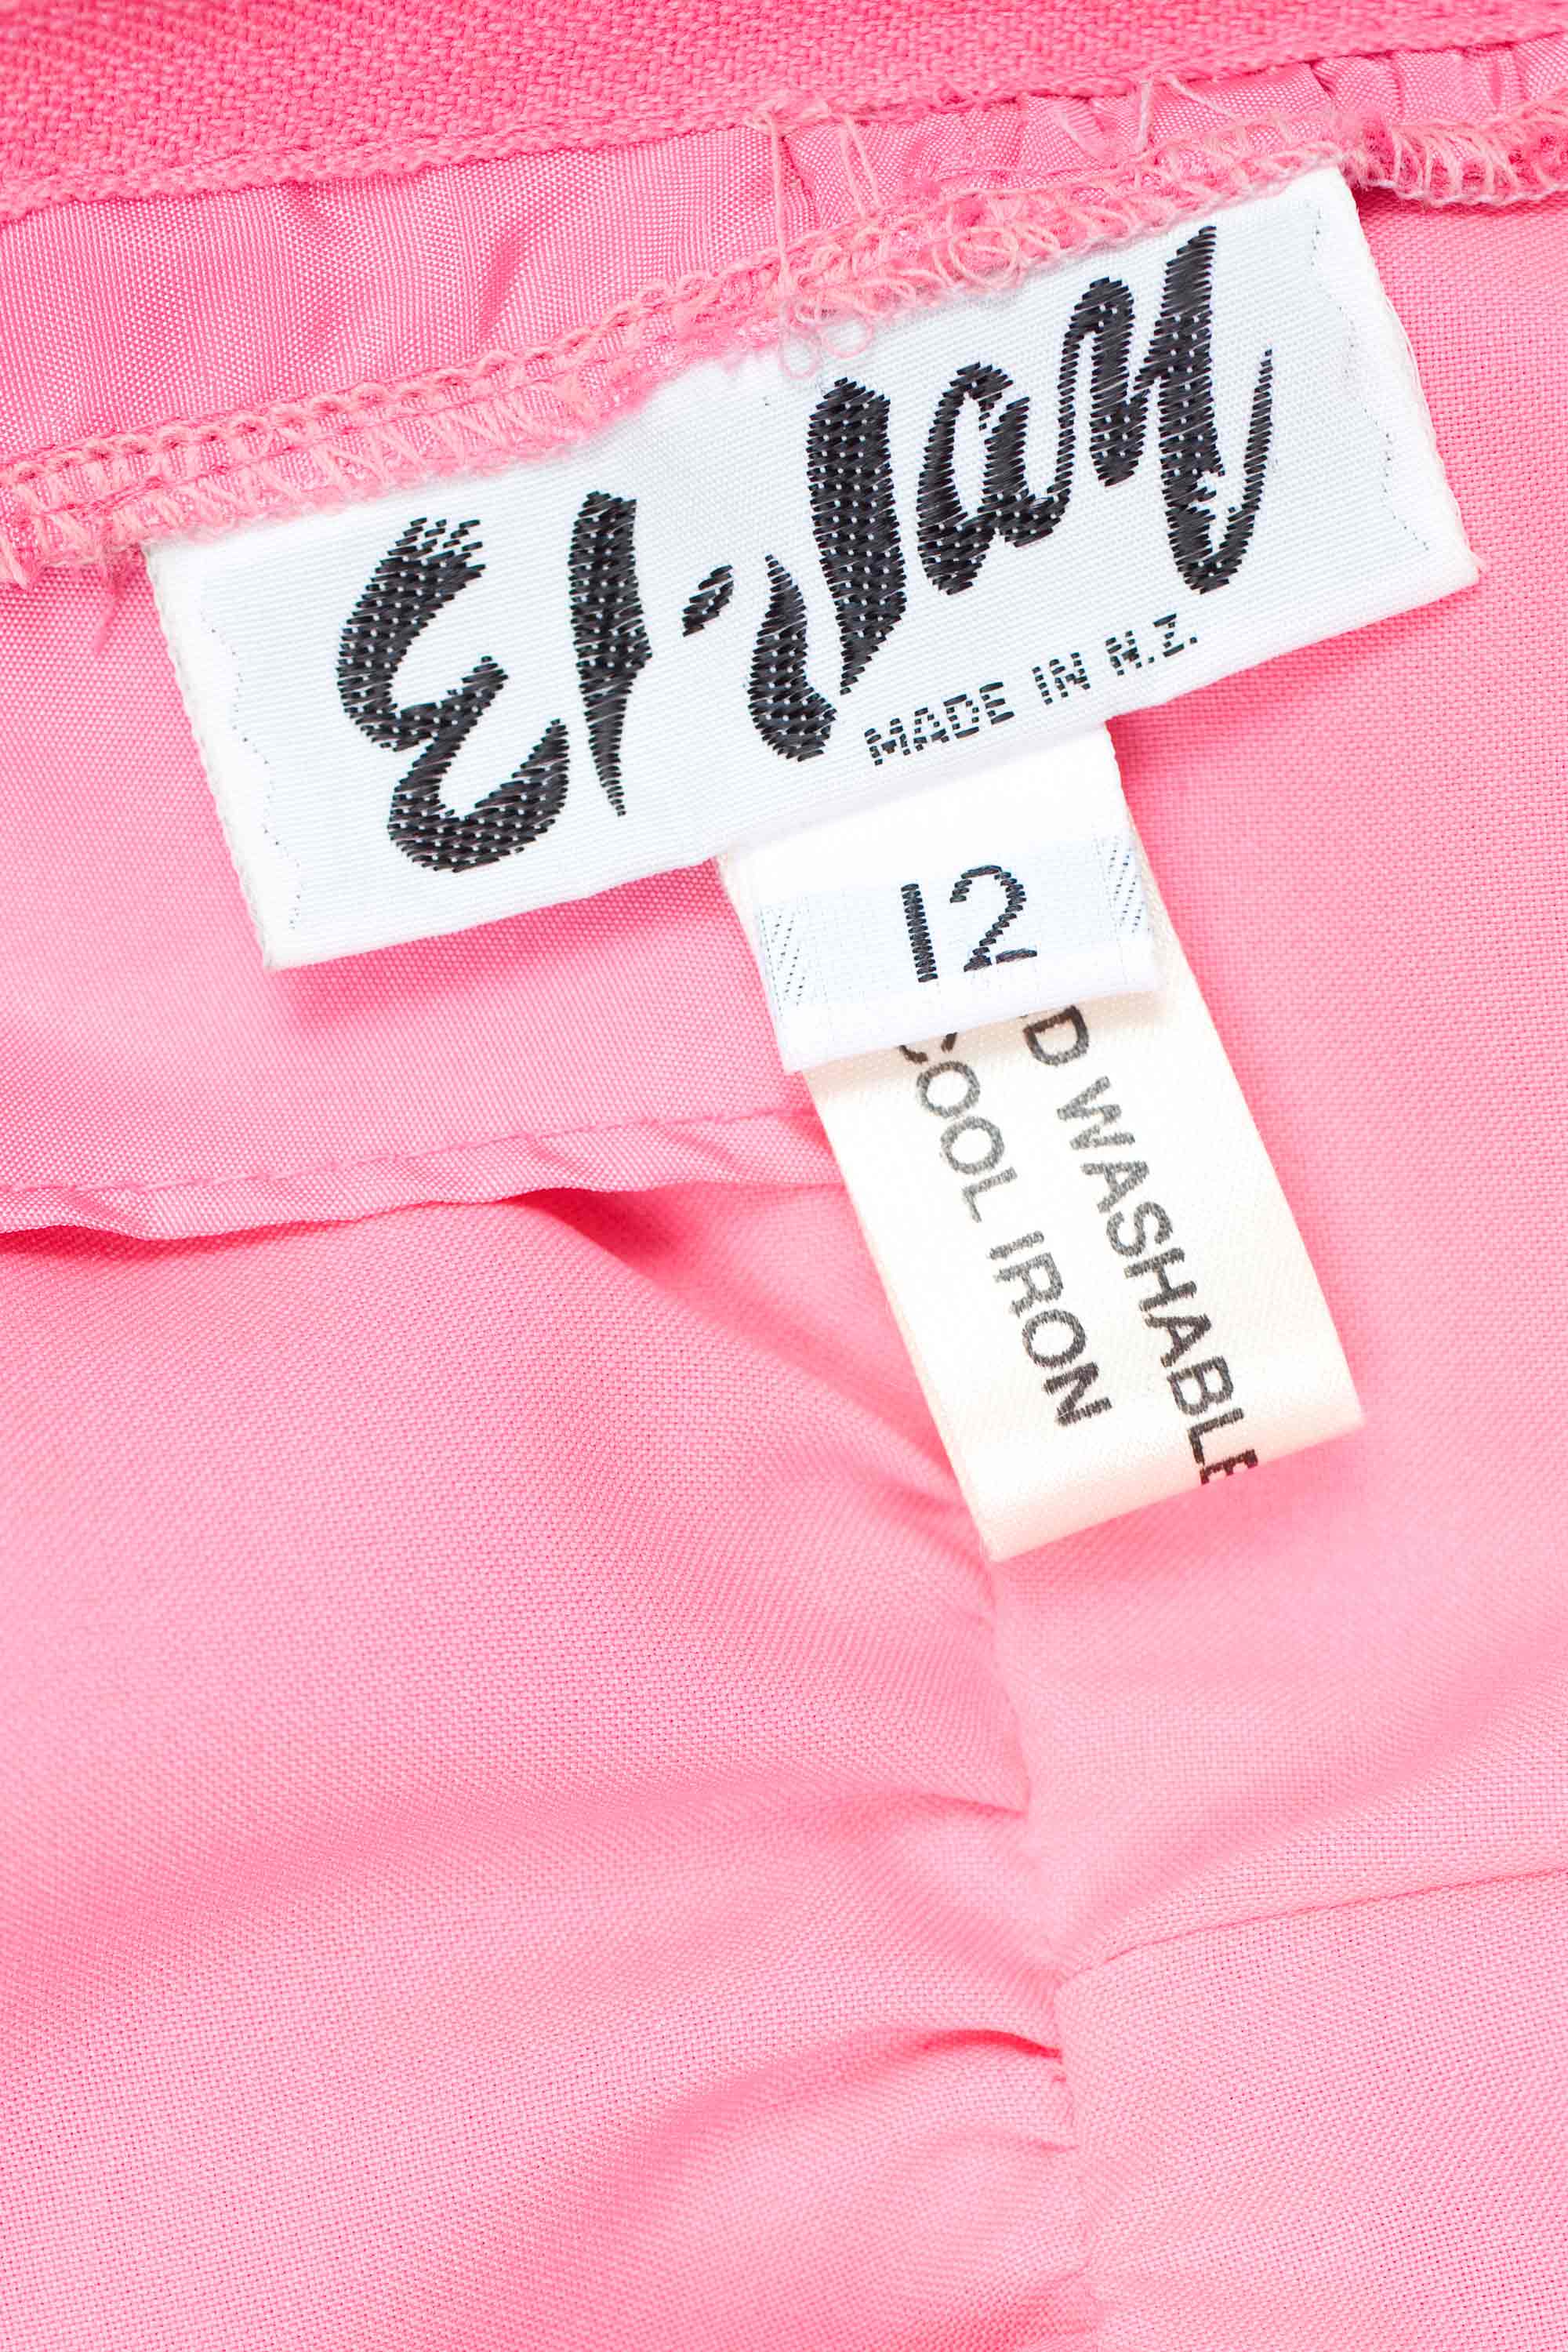 El-Jay
MADE IN N.Z.
12
D WASHABLE
COOL IRON